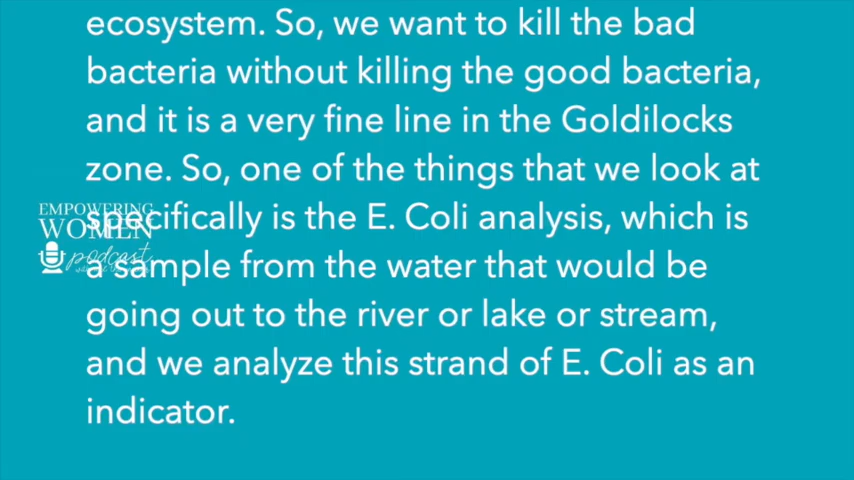 ecosystem. So, we want to kill the bad
bacteria without killing the good bacteria,
and it is a very fine line in the Goldilocks
zone. So, one of the things that we look at
specifically is the E. Coli analysis, which is
a sample from the water that would be
going out to the river or lake or stream,
and we analyze this strand of E. Coli as an
indicator.
EMPOWERING
WOMEN
podcast